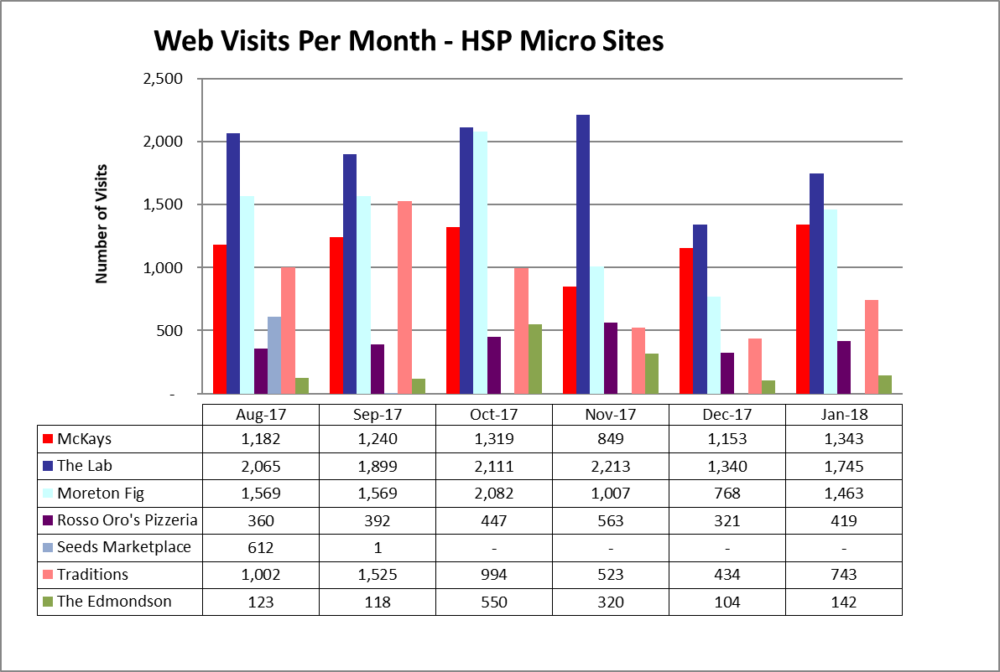 Web Visits Per Month - HSP Micro Sites
2,500
2,000
1,500
1,000
500
-
Number of Visits
Aug-17 Sep-17 Oct-17 Nov-17 Dec-17 Jan-18
McKays 1,182 1,240 1,319 849 1,153 1,343
The Lab 2,065 1,899 2,111 2,213 1,340 1,745
Moreton Fig 1,569 1,569 2,082 1,007 768 1,463
Rosso Oro's Pizzeria 360 392 447 563 321 419
Seeds Marketplace 612 1 - - - -
Traditions 1,002 1,525 994 523 434 743
The Edmondson 123 118 550 320 104 142